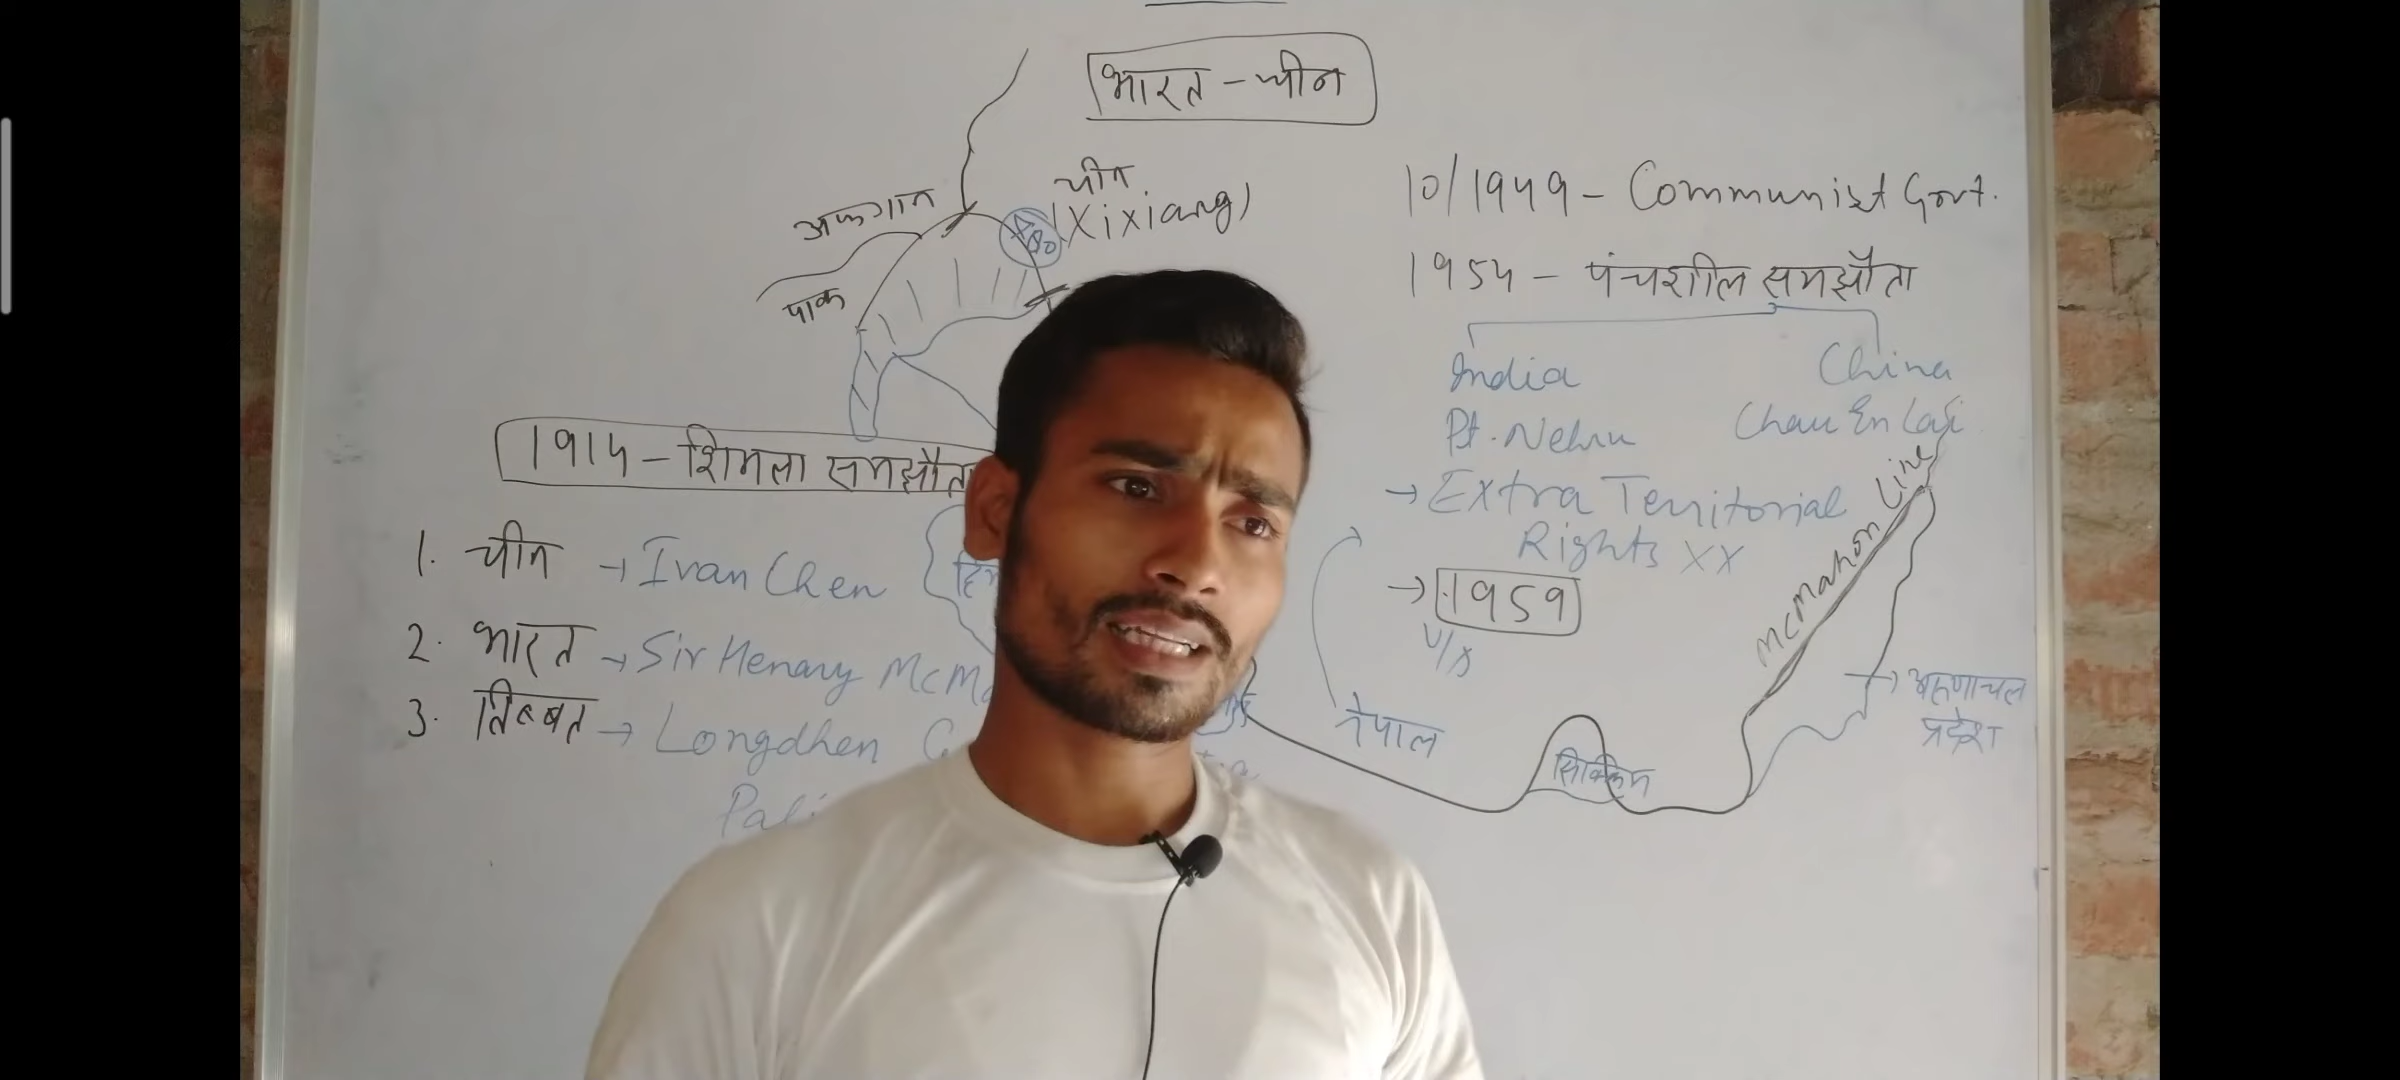 भारत - चीन
अफगान
चीन
(Xixiang)
पाक
1914 - शिमला समझौता
1. चीन → Ivan Chen
2. भारत → Sir Henary McM
3. तिब्बत → Longdhen
10/1949 - Communist Govt.
1954 - पंचशील समझौता
India China
Pt. Nehru Chau En Lai
→ Extra Territorial
Rights XX
→ 1959
McMahon Line
नेपाल
सिक्किम
→ अरुणाचल
प्रदेश